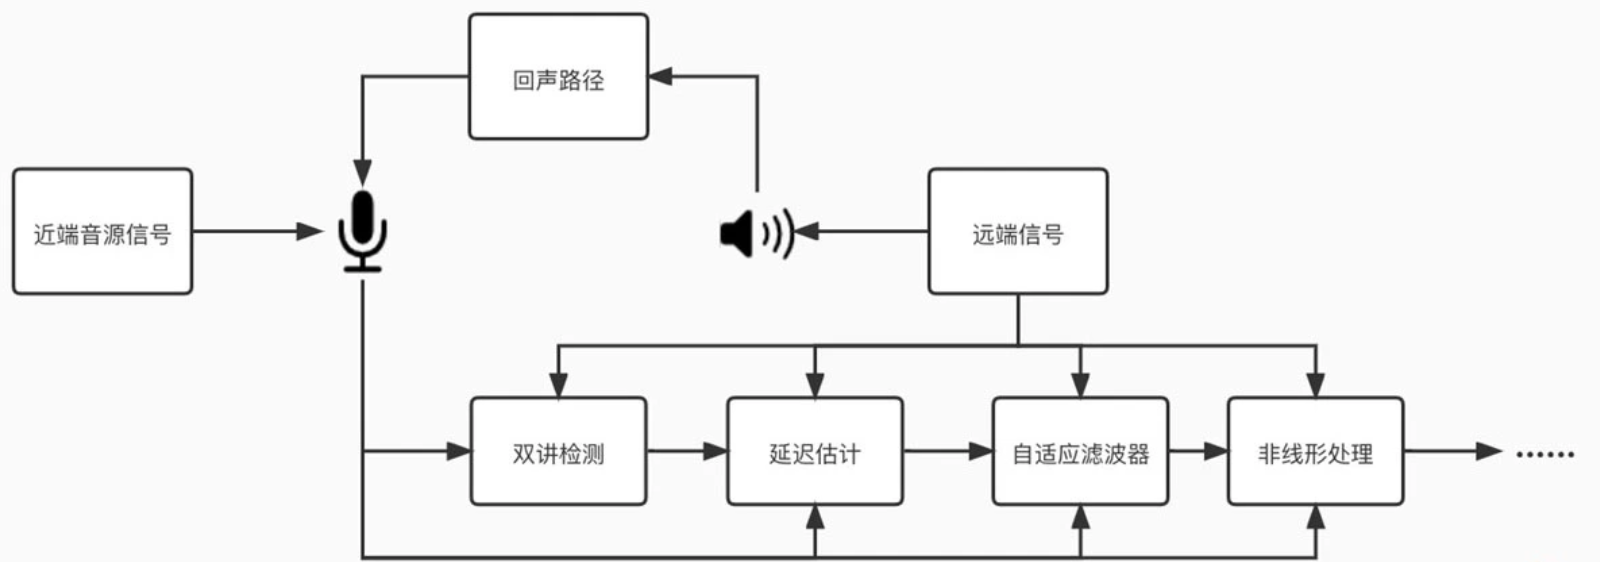 回声路径
近端音源信号
远端信号
双讲检测
延迟估计
自适应滤波器
非线形处理
......